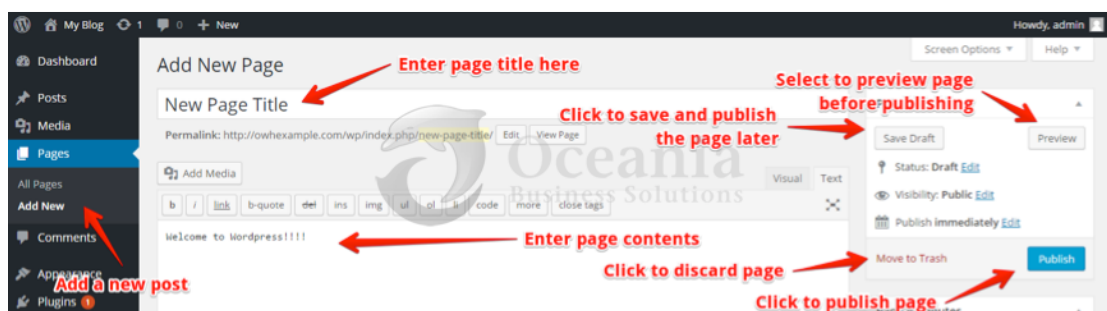 My Blog 1 0 + New Howdy, admin
Screen Options Help
Dashboard
Posts
Media
Pages
All Pages
Add New
Comments
Appearance
Plugins 1
Add a new post
Add New Page
Enter page title here
New Page Title
Permalink: http://owhexample.com/wp/index.php/new-page-title/ Edit View Page
Add Media
Visual Text
b i link b-quote del ins img ul ol li code more close tags
Welcome to Wordpress!!!!
Enter page contents
Oceania
Business Solutions
Select to preview page
before publishing
Click to save and publish
the page later
Save Draft Preview
Status: Draft Edit
Visibility: Public Edit
Publish immediately Edit
Click to discard page
Move to Trash Publish
Click to publish page